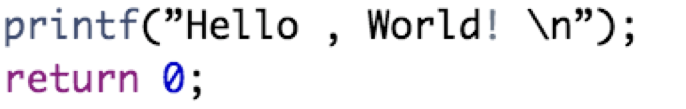 printf(”Hello , World! \n”);
return 0;